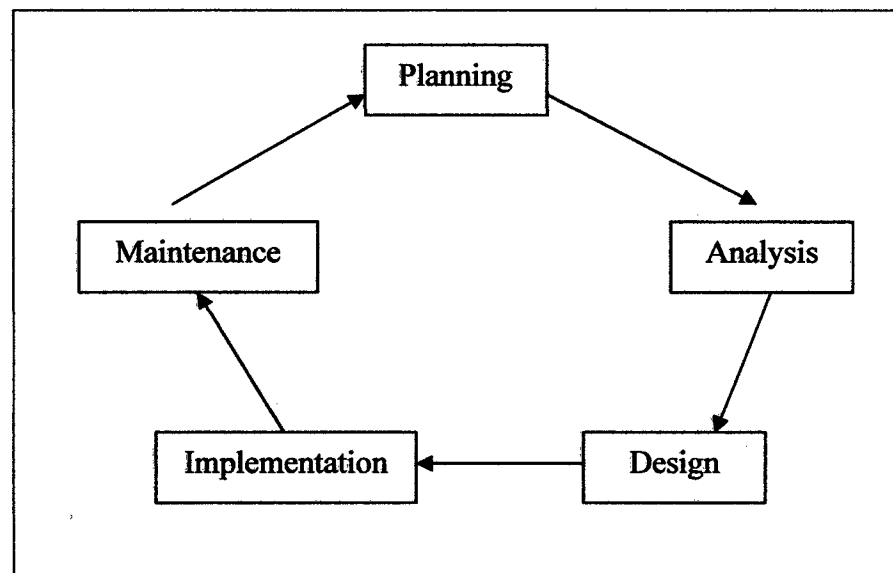 Planning
Maintenance
Analysis
Implementation
Design